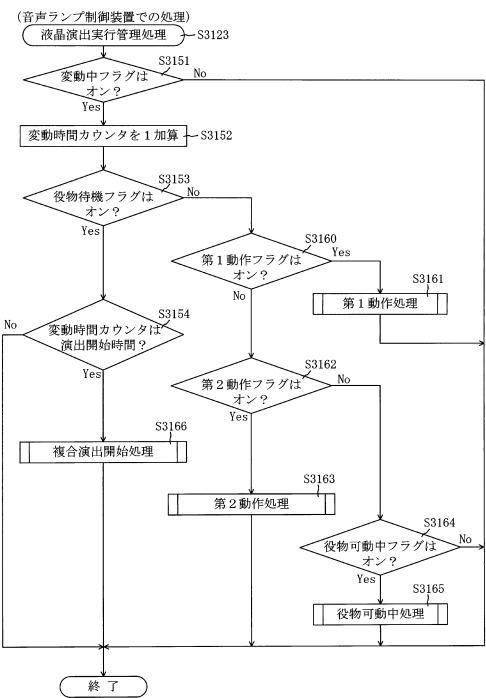 (音声ランプ制御装置での処理)
液晶演出実行管理処理
S3123
変動中フラグは
オン？
S3151
No
Yes
変動時間カウンタを１加算
S3152
役物待機フラグは
オン？
S3153
No
Yes
第１動作フラグは
オン？
S3160
Yes
No
第１動作処理
S3161
変動時間カウンタは
演出開始時間？
S3154
No
Yes
第２動作フラグは
オン？
S3162
No
Yes
複合演出開始処理
S3166
第２動作処理
S3163
役物可動中フラグは
オン？
S3164
No
Yes
役物可動中処理
S3165
終了